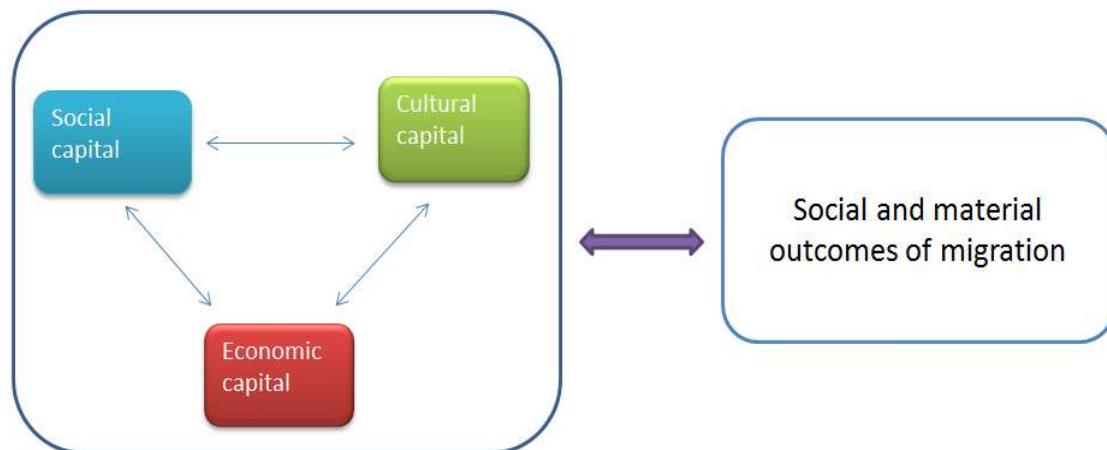 Social
capital
Cultural
capital
Economic
capital
Social and material
outcomes of migration